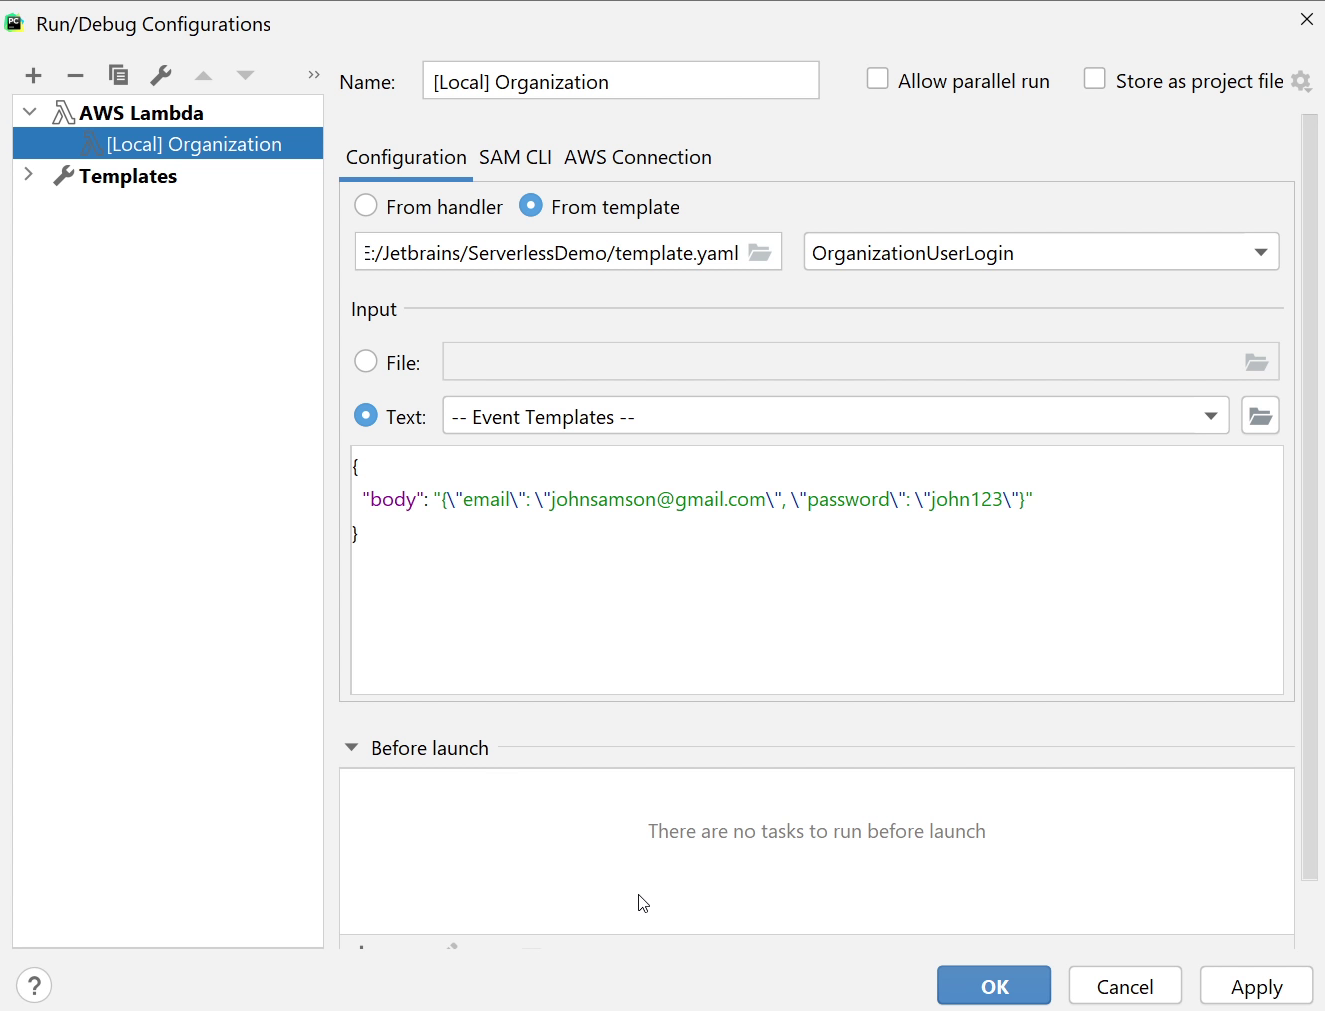 Run/Debug Configurations
Name: [Local] Organization Allow parallel run Store as project file
AWS Lambda
[Local] Organization
Templates
Configuration SAM CLI AWS Connection
From handler From template
E:/Jetbrains/ServerlessDemo/template.yaml OrganizationUserLogin
Input
File:
Text: -- Event Templates --
{
"body": "{\"email\": \"johnsamson@gmail.com\", \"password\": \"john123\"}"
}
Before launch
There are no tasks to run before launch
? OK Cancel Apply